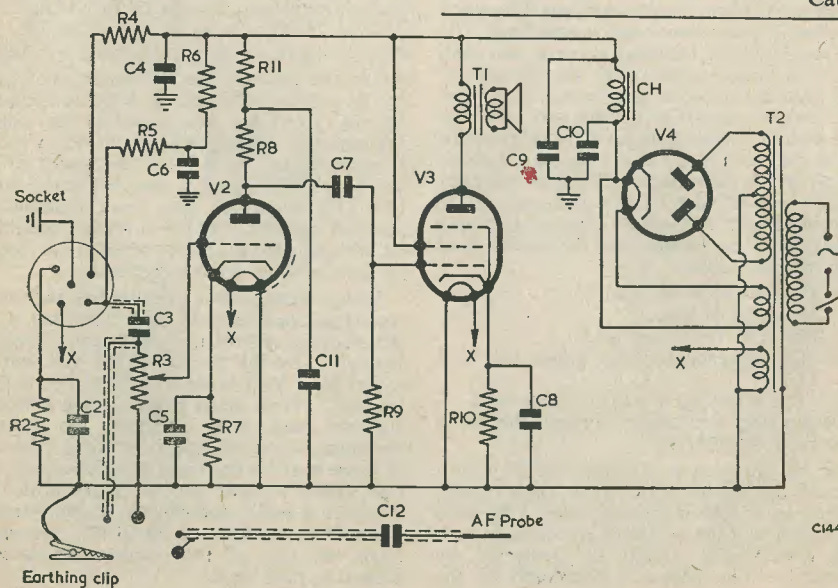 R4
C4
R6
R11
R5
C6
R8
V2
C7
Socket
X
R3
C3
R2
C2
C5
R7
X
C11
R9
V3
T1
X
R10
C8
C9
C10
CH
V4
T2
X
C12
AF Probe
C144
Earthing clip